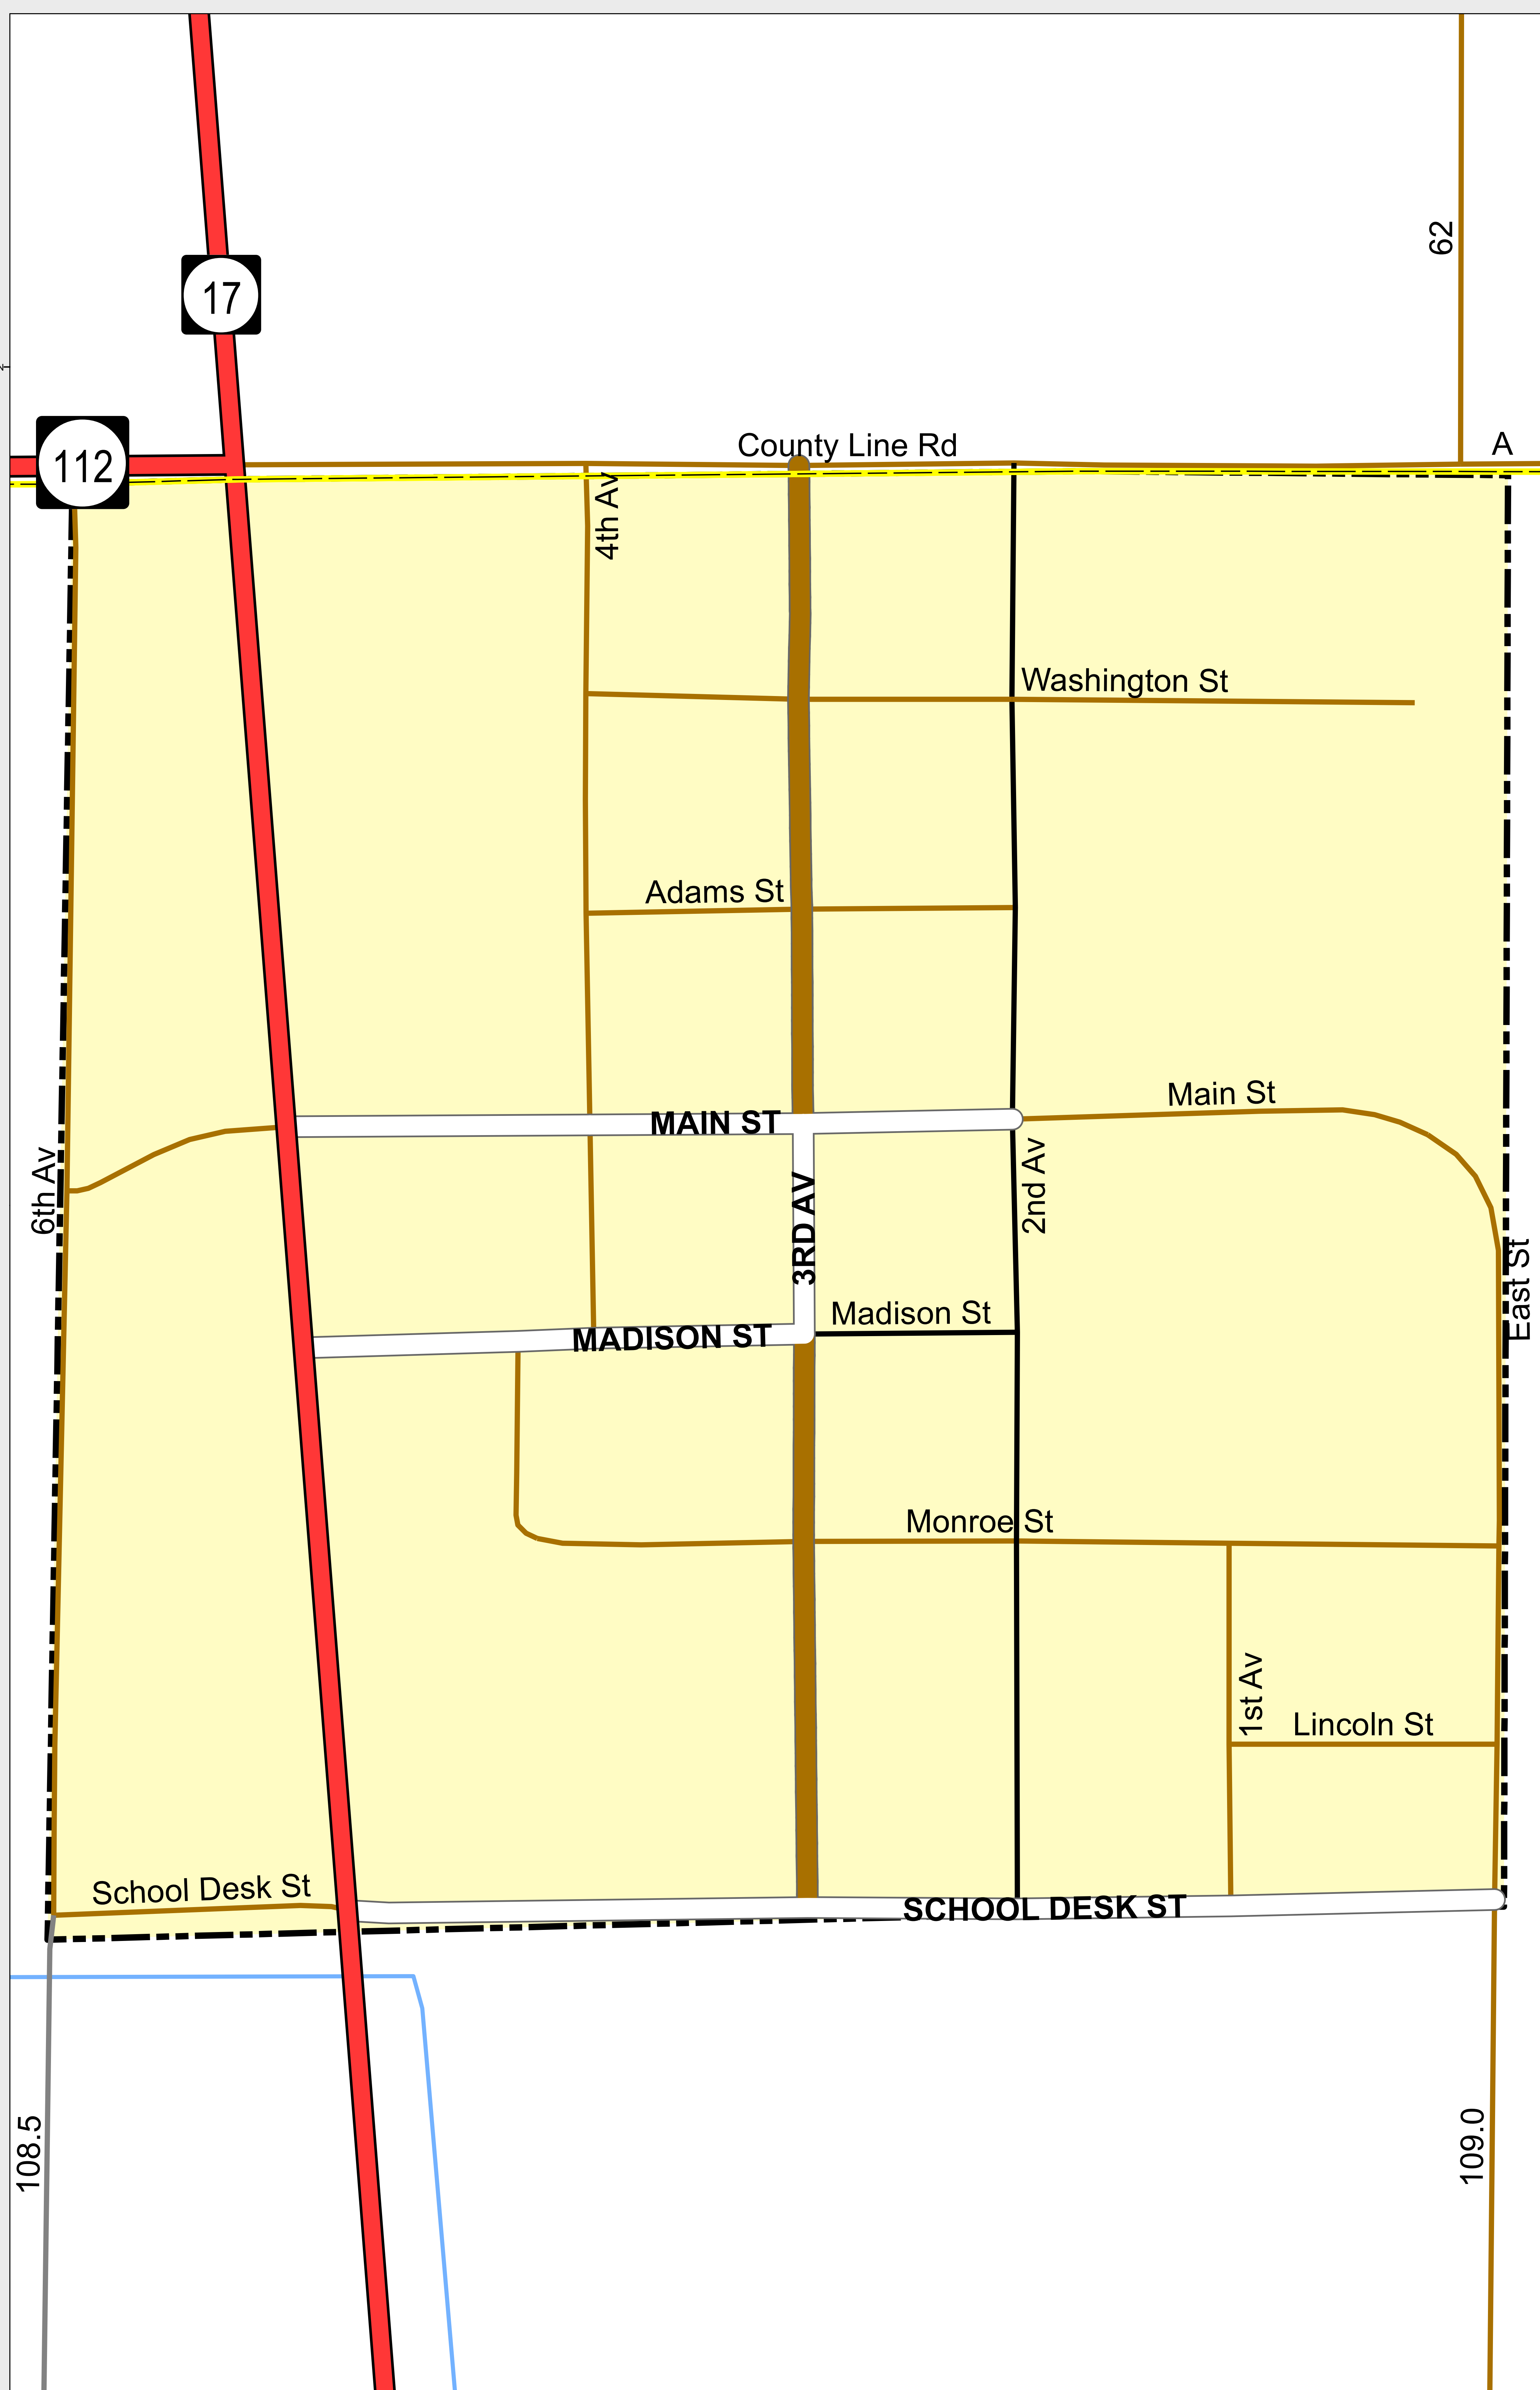 62
17
County Line Rd
A
112
4th Av
Washington St
Adams St
Main St
MAIN ST
6th Av
2nd Av
3RD AV
East St
Madison St
MADISON ST
Monroe St
1st Av
Lincoln St
School Desk St
SCHOOL DESK ST
108.5
109.0